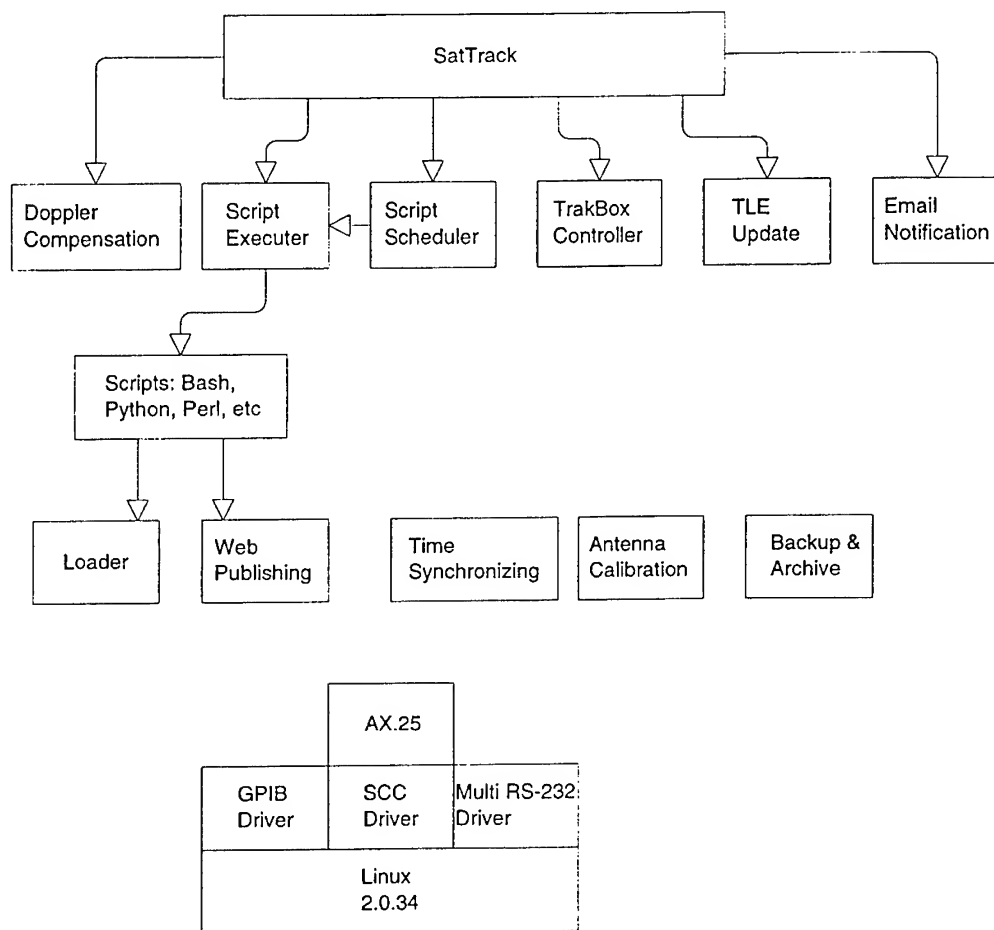 SatTrack
Doppler
Compensation
Script
Executer
Script
Scheduler
TrakBox
Controller
TLE
Update
Email
Notification
Scripts: Bash,
Python, Perl, etc
Loader
Web
Publishing
Time
Synchronizing
Antenna
Calibration
Backup &
Archive
AX.25
GPIB
Driver
SCC
Driver
Multi RS-232
Driver
Linux
2.0.34